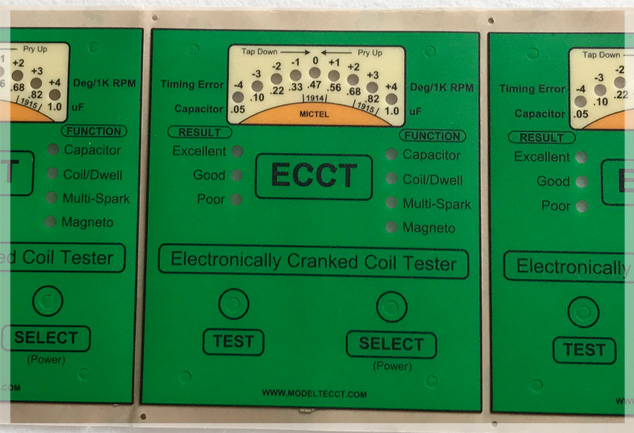 Pry Up
+2
+3
+4
.68
.82
1.0
1915
Deg/1K RPM
uF
FUNCTION
Capacitor
Coil/Dwell
Multi-Spark
Magneto
T
ed Coil Tester
SELECT
(Power)
.COM
Tap Down Pry Up
-4 -3 -2 -1 0 +1 +2 +3 +4
.05 .10 .22 .33 .47 .56 .68 .82 1.0
1914 1915
MICTEL
Timing Error
Deg/1K RPM
Capacitor
uF
RESULT
FUNCTION
Excellent
Capacitor
Good
Coil/Dwell
Poor
Multi-Spark
Magneto
ECCT
Electronically Cranked Coil Tester
TEST
SELECT
(Power)
WWW.MODELTECCT.COM
Tap Down
-4 -3 -2
.05 .10 .22
Timing Error
Capacitor
RESULT
Excellent
Good
Poor
E
Electronically
TEST